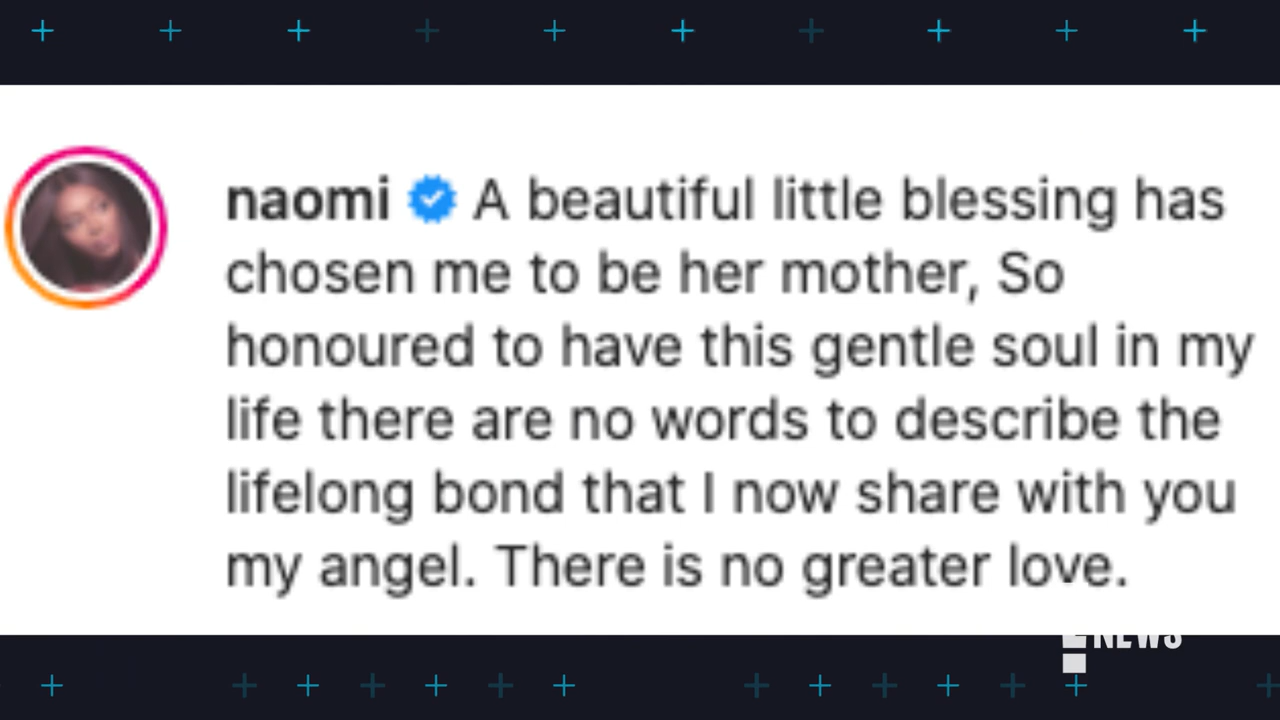 naomi A beautiful little blessing has
chosen me to be her mother, So
honoured to have this gentle soul in my
life there are no words to describe the
lifelong bond that I now share with you
my angel. There is no greater love.
NEWS